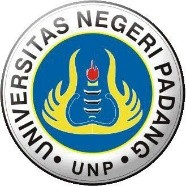 UNIVERSITAS NEGERI PADANG
• UNP •